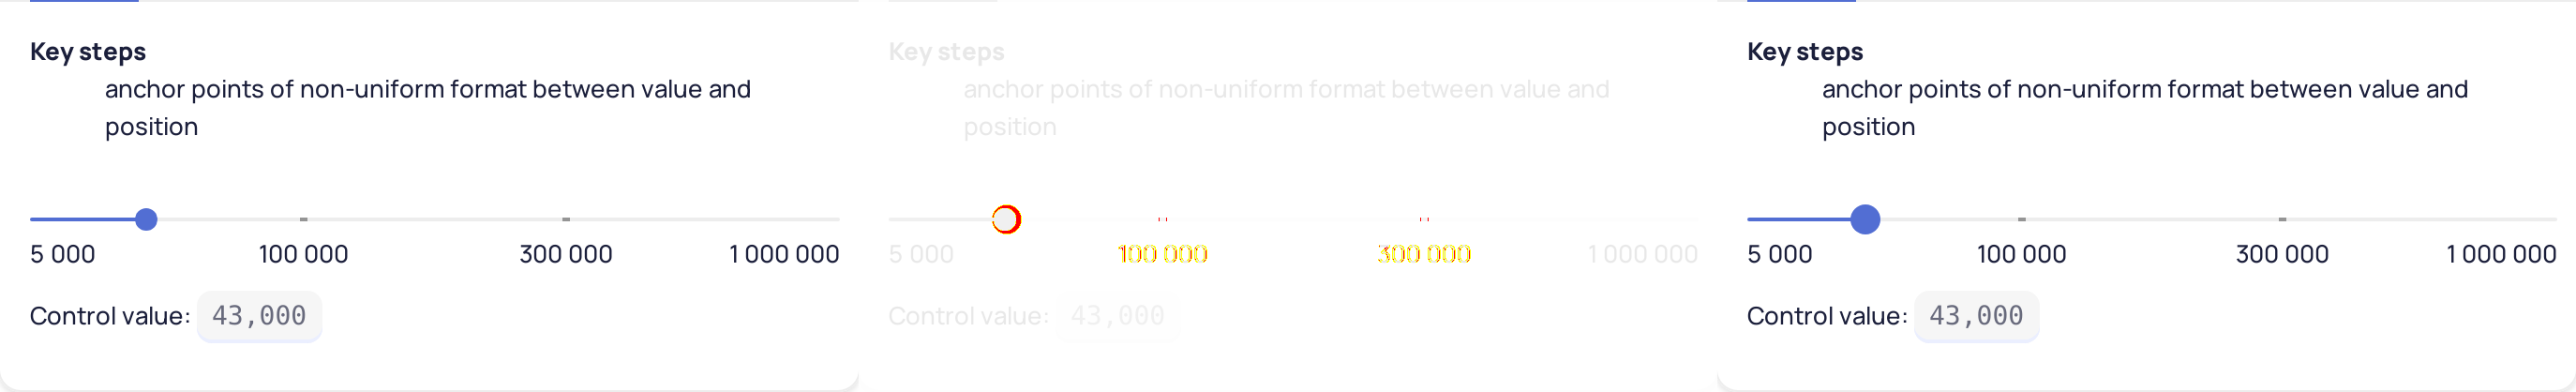 Key steps
anchor points of non-uniform format between value and
position
5 000 100 000 300 000 1 000 000
Control value: 43,000
Key steps
anchor points of non-uniform format between value and
position
5 000 100 000 300 000 1 000 000
Control value: 43,000
Key steps
anchor points of non-uniform format between value and
position
5 000 100 000 300 000 1 000 000
Control value: 43,000